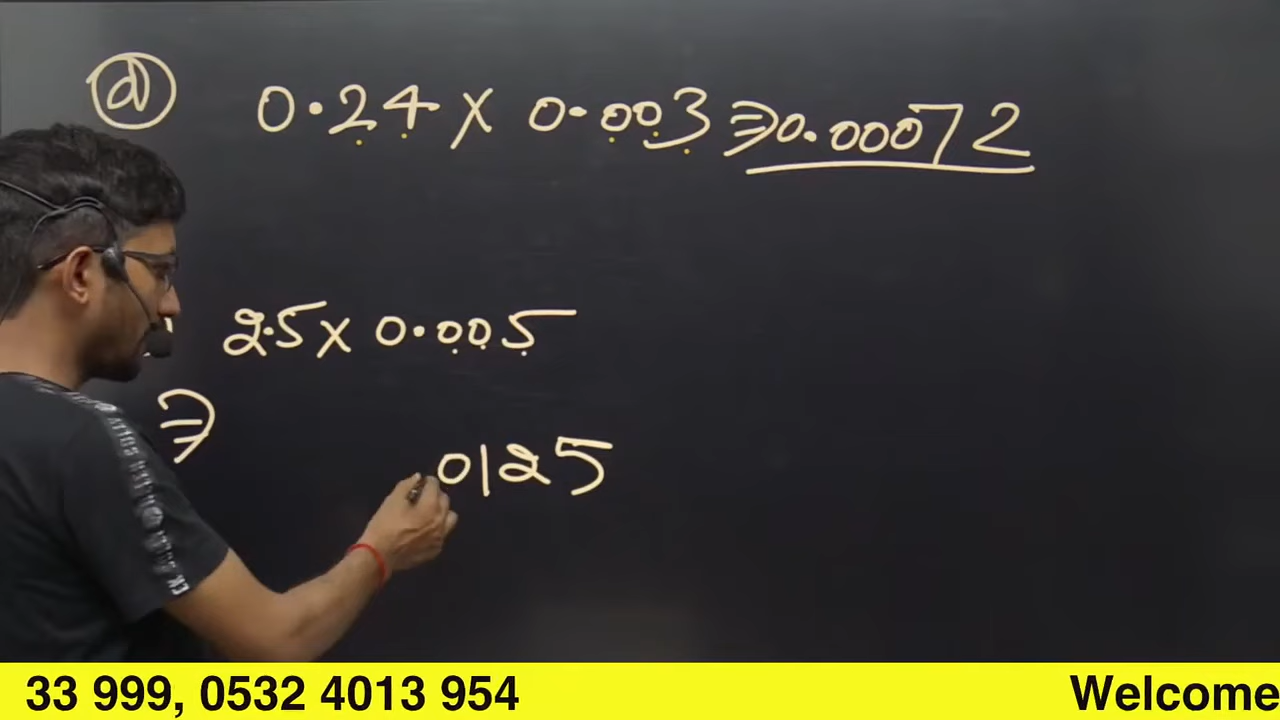 d 0.24 × 0.003 ⇒ 0.00072
2.5 × 0.005
⇒ 0125
33 999, 0532 4013 954 Welcome